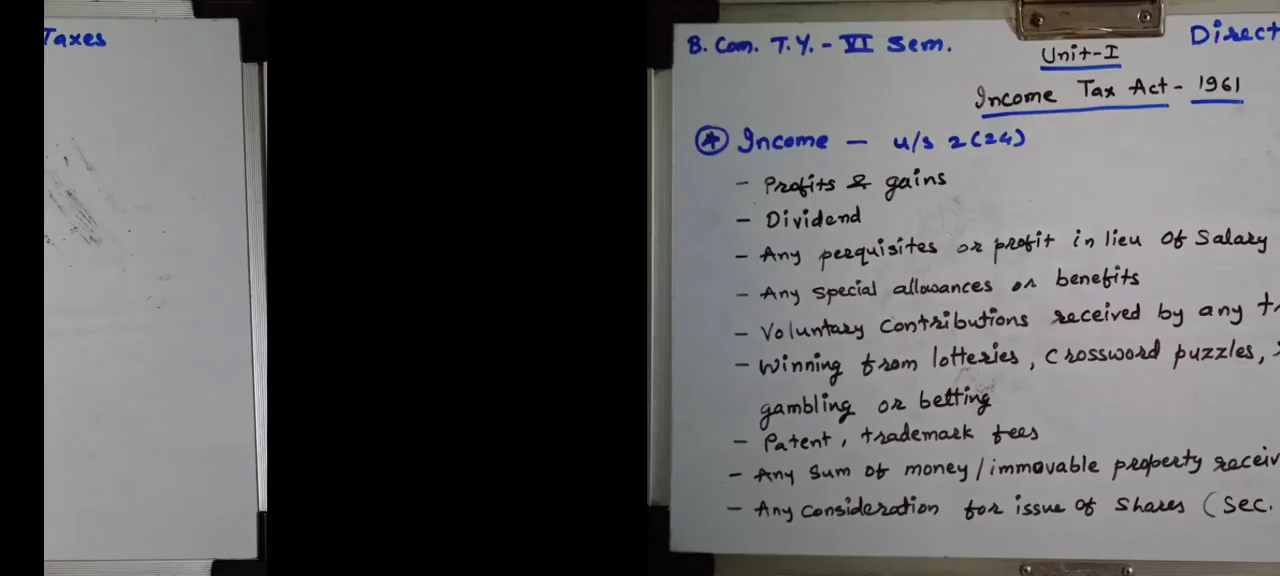 Taxes
B. Com. T.Y. - VI Sem.
Direct
Unit-I
Income Tax Act - 1961
Income - u/s 2(24)
- Profits & gains
- Dividend
- Any perquisites or profit in lieu of Salary
- Any special allowances or benefits
- Voluntary contributions received by any
- Winning from lotteries, crossword puzzles,
gambling or betting
- Patent, trademark fees
- Any sum of money/immovable property receiv
- Any consideration for issue of shares (Sec.